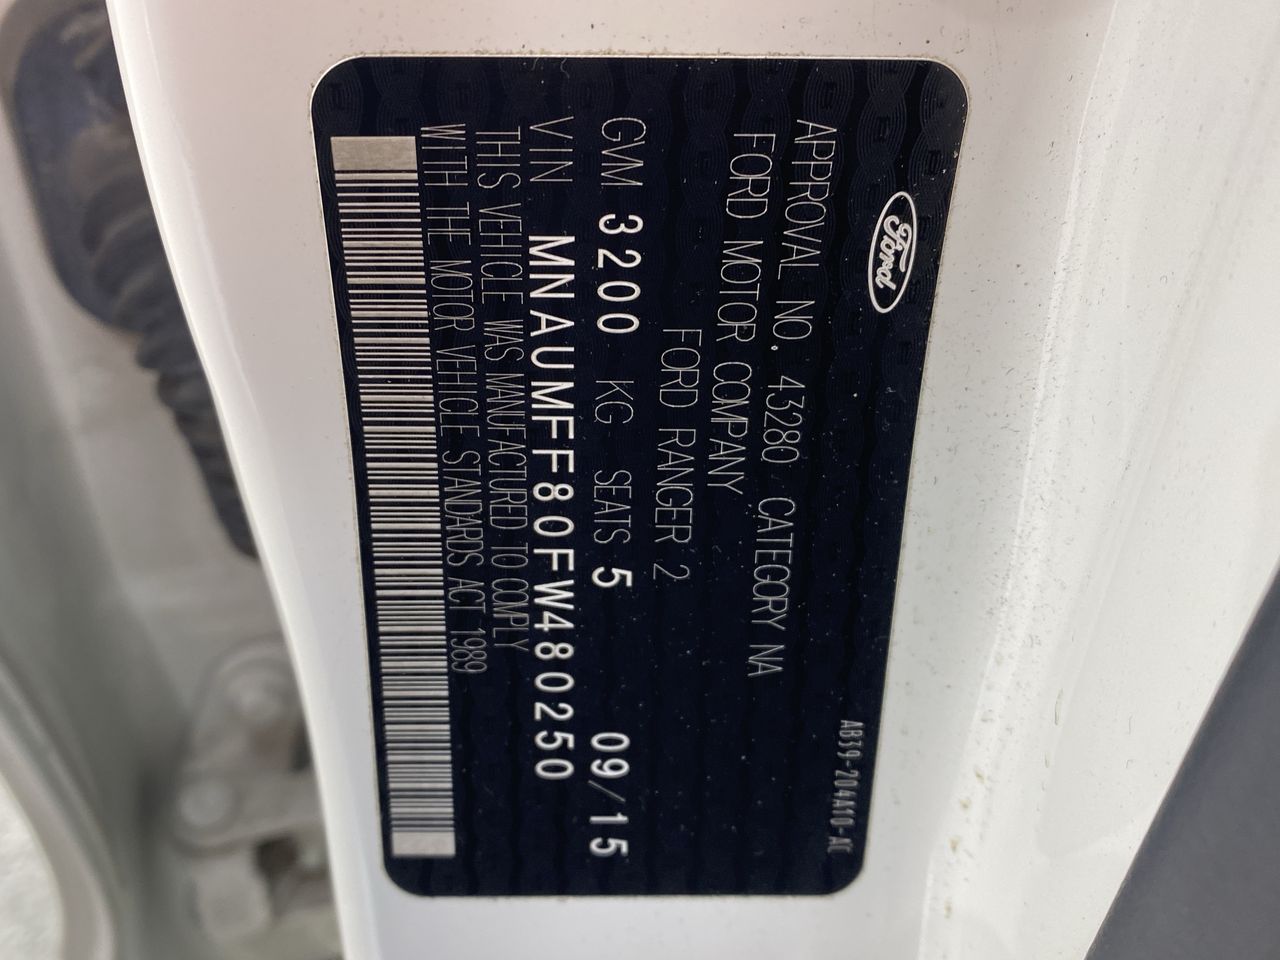 Ford
AB39-204A10-AC
APPROVAL NO. 43280 CATEGORY NA
FORD MOTOR COMPANY
FORD RANGER 2
GVM 3200 KG SEATS 5 09/15
VIN MNAUMFF80FW480250
THIS VEHICLE WAS MANUFACTURED TO COMPLY
WITH THE MOTOR VEHICLE STANDARDS ACT 1989